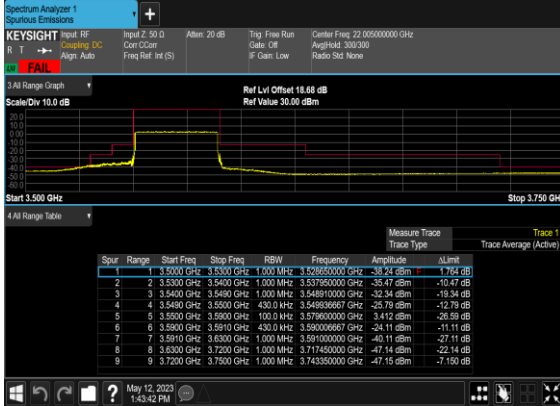 Spectrum Analyzer 1
Spurious Emissions
KEYSIGHT Input: RF Input Z: 50 Ω Atten: 20 dB Trig: Free Run Center Freq: 22.005000000 GHz
R T Coupling: DC Corr CCorr Gate: Off Avg|Hold: 300/300
Align: Auto Freq Ref: Int (S) IF Gain: Low Radio Std: None
FAIL
3 All Range Graph
Ref Lvl Offset 18.68 dB
Scale/Div 10.0 dB Ref Value 30.00 dBm
20.0
10.0
0.00
-10.0
-20.0
-30.0
-40.0
-50.0
-60.0
Start 3.500 GHz Stop 3.750 GH
4 All Range Table
Measure Trace Trace 1
Trace Type Trace Average (Active)
Spur Range Start Freq Stop Freq RBW Frequency Amplitude ΔLimit
1 1 3.5000 GHz 3.5300 GHz 1.000 MHz 3.528650000 GHz -38.24 dBm F 1.764 dB
2 2 3.5300 GHz 3.5400 GHz 1.000 MHz 3.537950000 GHz -35.47 dBm -10.47 dB
3 3 3.5400 GHz 3.5490 GHz 1.000 MHz 3.548910000 GHz -32.34 dBm -19.34 dB
4 4 3.5490 GHz 3.5500 GHz 430.0 kHz 3.549936667 GHz -25.79 dBm -12.79 dB
5 5 3.5500 GHz 3.5900 GHz 100.0 kHz 3.579600000 GHz 3.412 dBm -26.59 dB
6 6 3.5900 GHz 3.5910 GHz 430.0 kHz 3.590006667 GHz -24.11 dBm -11.11 dB
7 7 3.5910 GHz 3.6300 GHz 1.000 MHz 3.591000000 GHz -40.11 dBm -27.11 dB
8 8 3.6300 GHz 3.7200 GHz 1.000 MHz 3.717450000 GHz -47.14 dBm -22.14 dB
9 9 3.7200 GHz 3.7500 GHz 1.000 MHz 3.743350000 GHz -47.15 dBm -7.150 dB
May 12, 2023
1:43:42 PM